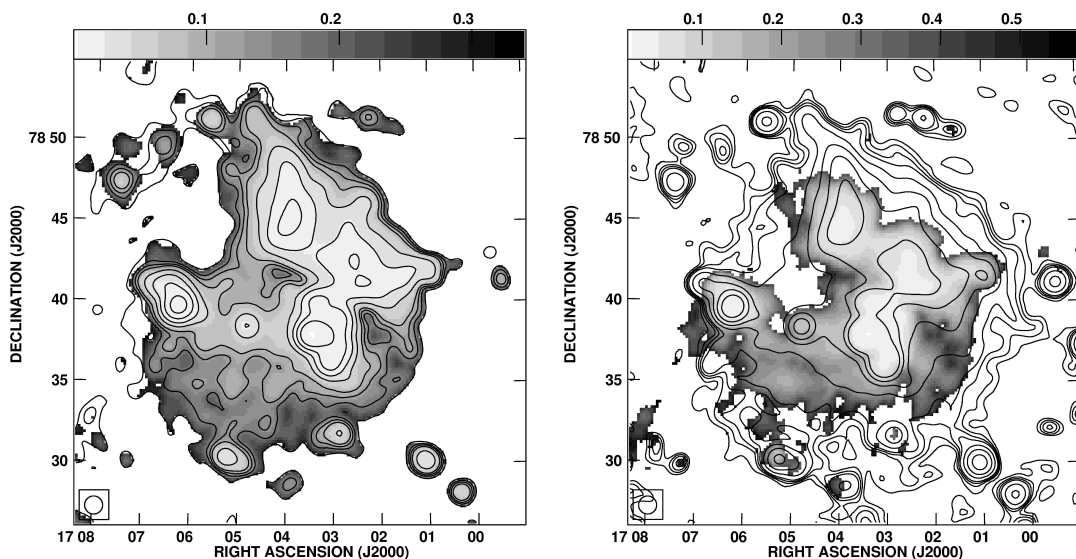 0.1 0.2 0.3
78 50
45
40
35
30
DECLINATION (J2000)
17 08 07 06 05 04 03 02 01 00
RIGHT ASCENSION (J2000)
0.1 0.2 0.3 0.4 0.5
78 50
45
40
35
30
DECLINATION (J2000)
17 08 07 06 05 04 03 02 01 00
RIGHT ASCENSION (J2000)